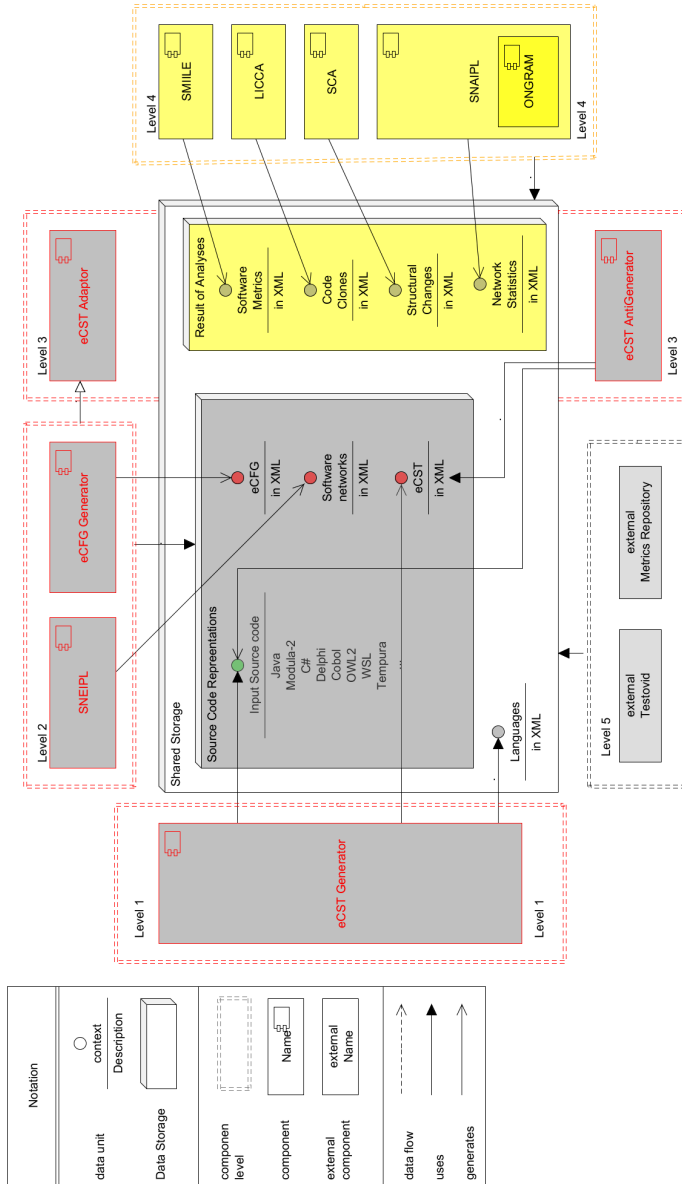 Notation
data unit
context
Description
Data Storage
componen
level
component
Name
external
component
external
Name
data flow
uses
generates
Level 1
eCST Generator
Level 1
Level 2
SNEIPL
eCFG Generator
Level 3
eCST Adaptor
Shared Storage
Source Code Repreentations
Input Source code
Java
Modula-2
C#
Delphi
Cobol
OWL2
WSL
Tempura
...
eCFG
in XML
Software
networks
in XML
eCST
in XML
Languages
in XML
Result of Analyses
Software
Metrics
in XML
Code
Clones
in XML
Structural
Changes
in XML
Network
Statistics
in XML
Level 4
SMIILE
LICCA
SCA
SNAIPL
ONGRAM
Level 4
Level 5
external
Testovid
external
Metrics Repository
eCST AntiGenerator
Level 3